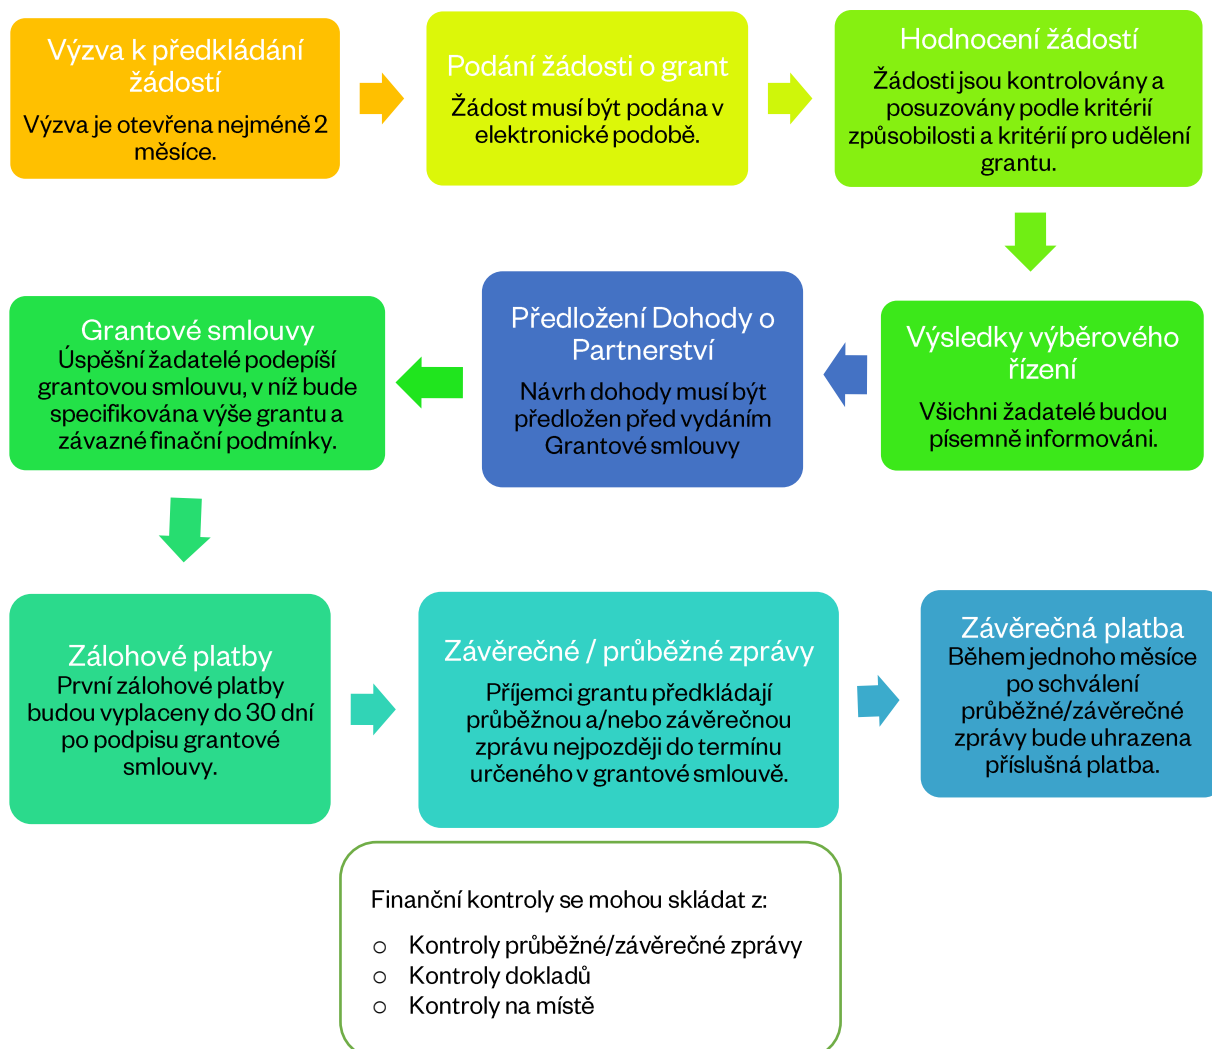 Výzva k předkládání
žádostí
Výzva je otevřena nejméně 2
měsíce.
Podání žádosti o grant
Žádost musí být podána v
elektronické podobě.
Hodnocení žádostí
Žádosti jsou kontrolovány a
posuzovány podle kritérií
způsobilosti a kritérií pro udělení
grantu.
Výsledky výběrového
řízení
Všichni žadatelé budou
písemně informováni.
Předložení Dohody o
Partnerství
Návrh dohody musí být
předložen před vydáním
Grantové smlouvy
Grantové smlouvy
Úspěšní žadatelé podepíší
grantovou smlouvu, v níž bude
specifikována výše grantu a
závazné finační podmínky.
Zálohové platby
První zálohové platby
budou vyplaceny do 30 dní
po podpisu grantové
smlouvy.
Závěrečné / průběžné zprávy
Příjemci grantu předkládají
průběžnou a/nebo závěrečnou
zprávu nejpozději do termínu
určeného v grantové smlouvě.
Závěrečná platba
Během jednoho měsíce
po schválení
průběžné/závěrečné
zprávy bude uhrazena
příslušná platba.
Finanční kontroly se mohou skládat z:
○ Kontroly průběžné/závěrečné zprávy
○ Kontroly dokladů
○ Kontroly na místě